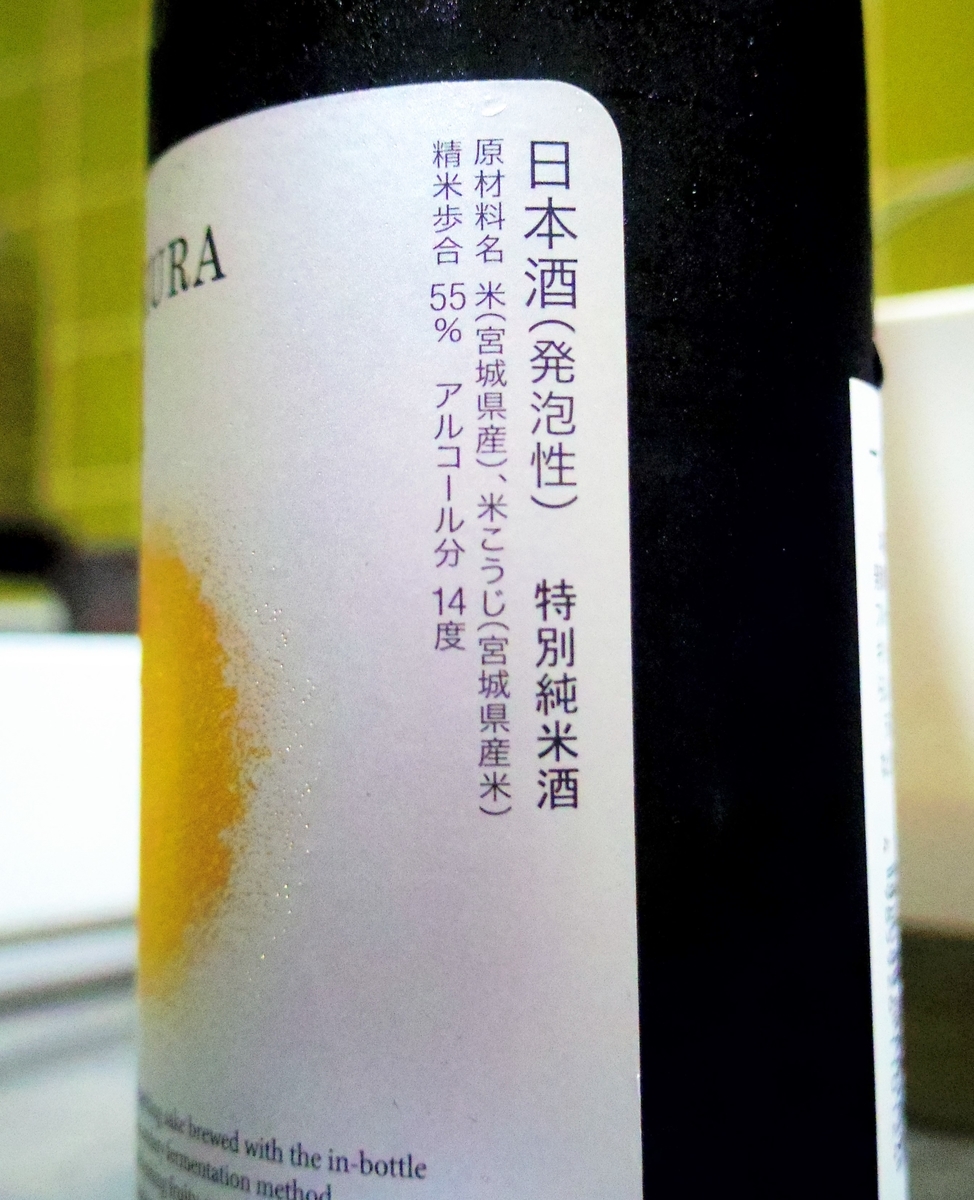 日本酒(発泡性) 特別純米酒
原材料名 米(宮城県産)、米こうじ(宮城県産米)
精米歩合 55% アルコール分 14度
URA
sake brewed with the in-bottle
fermentation method